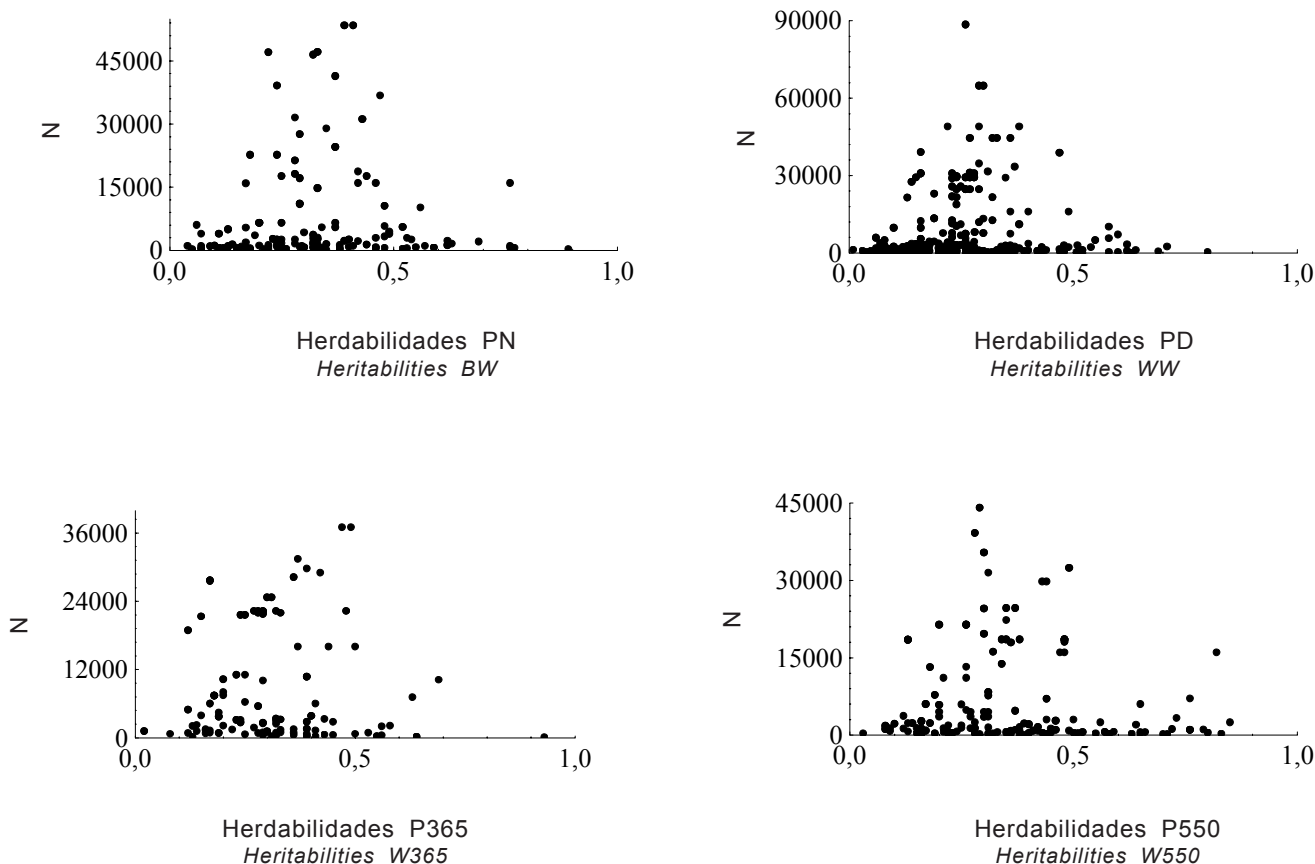 45000
30000
15000
0
N
0,0
0,5
1,0
Herdabilidades PN
Heritabilities BW
90000
60000
30000
0
N
0,0
0,5
1,0
Herdabilidades PD
Heritabilities WW
36000
24000
12000
0
N
0,0
0,5
1,0
Herdabilidades P365
Heritabilities W365
45000
30000
15000
0
N
0,0
0,5
1,0
Herdabilidades P550
Heritabilities W550